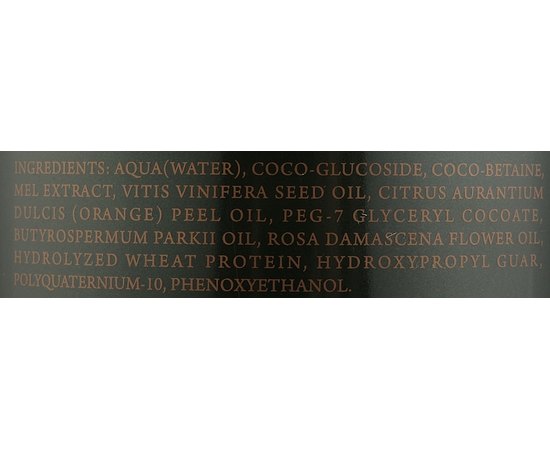 INGREDIENTS: AQUA(WATER), COCO-GLUCOSIDE, COCO-BETAINE,
MEL EXTRACT, VITIS VINIFERA SEED OIL, CITRUS AURANTIUM
DULCIS (ORANGE) PEEL OIL, PEG-7 GLYCERYL COCOATE,
BUTYROSPERMUM PARKII OIL, ROSA DAMASCENA FLOWER OIL,
HYDROLYZED WHEAT PROTEIN, HYDROXYPROPYL GUAR,
POLYQUATERNIUM-10, PHENOXYETHANOL.